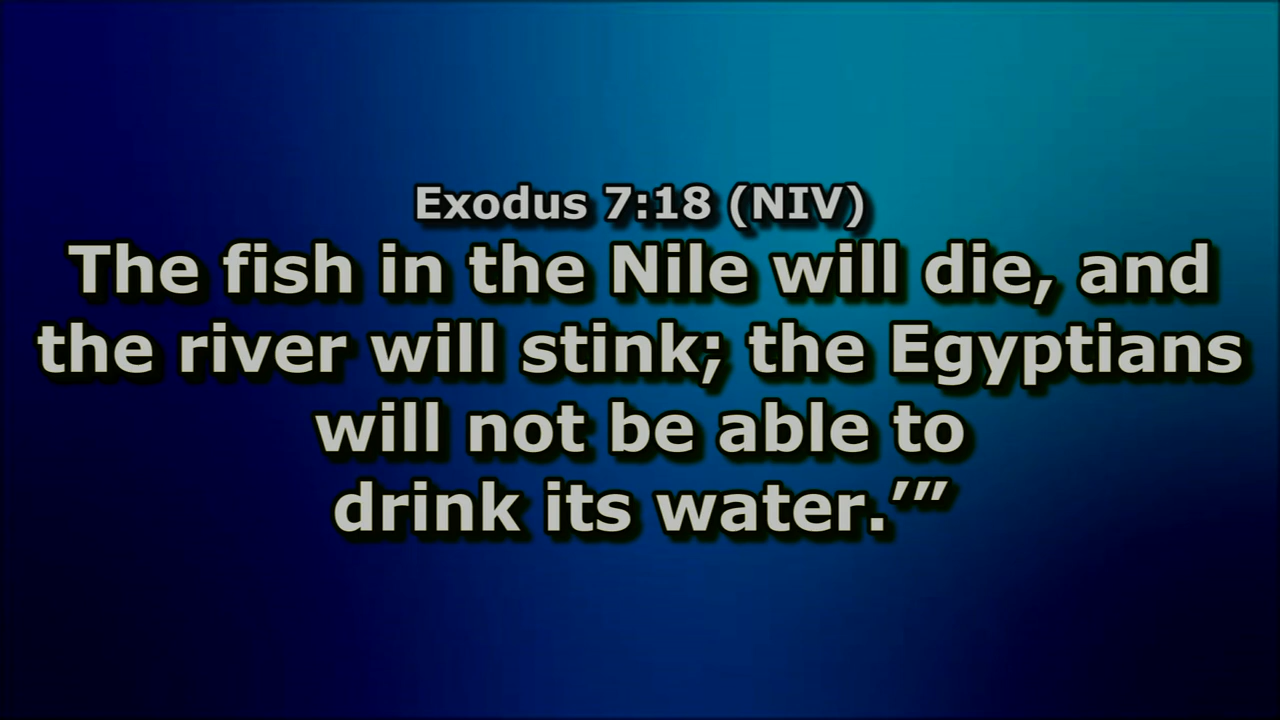 Exodus 7:18 (NIV)
The fish in the Nile will die, and
the river will stink; the Egyptians
will not be able to
drink its water.’”